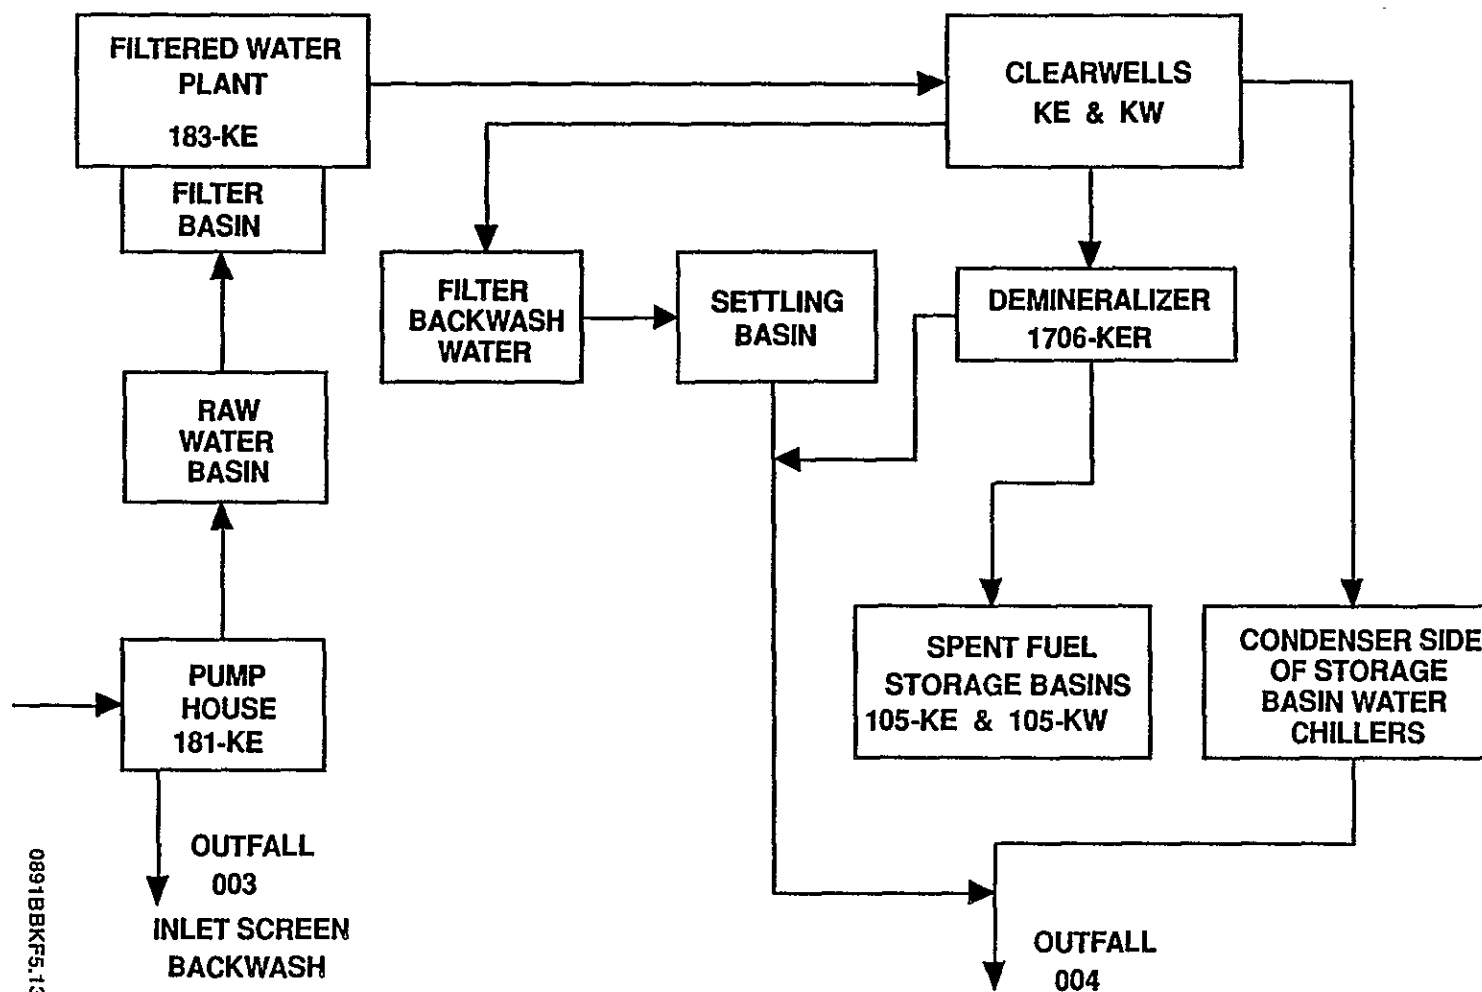 FILTERED WATER
PLANT
183-KE
FILTER
BASIN
RAW
WATER
BASIN
PUMP
HOUSE
181-KE
OUTFALL
003
INLET SCREEN
BACKWASH
CLEARWELLS
KE & KW
FILTER
BACKWASH
WATER
SETTLING
BASIN
DEMINERALIZER
1706-KER
SPENT FUEL
STORAGE BASINS
105-KE & 105-KW
CONDENSER SIDE
OF STORAGE
BASIN WATER
CHILLERS
OUTFALL
004
0891BBKF5.13